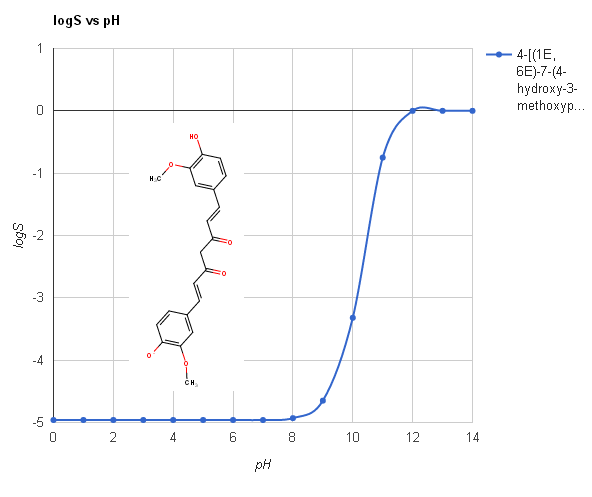 logS vs pH
1
0
-1
-2
-3
-4
-5
logS
0 2 4 6 8 10 12 14
pH
4-[(1E,
6E)-7-(4-
hydroxy-3-
methoxyp...
HO
O
H₃C
O
O
O
O
CH₃